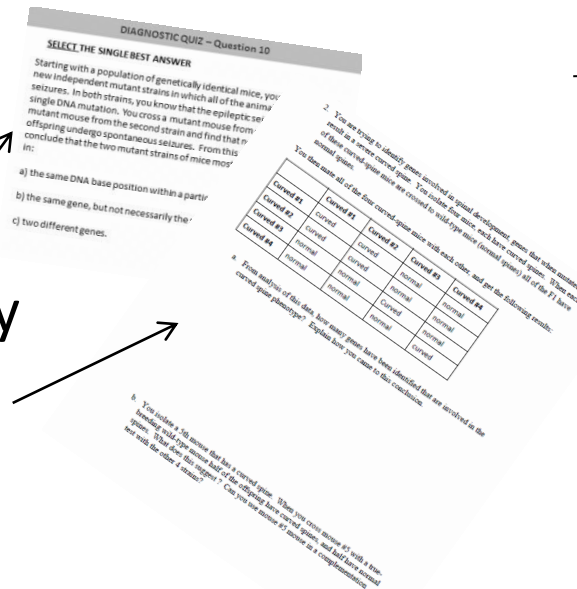 DIAGNOSTIC QUIZ – Question 10
SELECT THE SINGLE BEST ANSWER
Starting with a population of genetically identical mice, you
new independent mutant strains in which all of the anima
seizures. In both strains, you know that the epileptic sei
single DNA mutation. You cross a mutant mouse from
mutant mouse from the second strain and find that n
offspring undergo spontaneous seizures. From this
conclude that the two mutant strains of mice mos
in:
a) the same DNA base position within a partic
b) the same gene, but not necessarily the
c) two different genes.
y
2. You are trying to identify genes involved in spinal development, genes that when mutated
result in a severe curved spine. You isolate four mice, each have curved spines. When each
of these curved-spine mice are crossed to wild-type mice (normal spines) all of the F1 have
normal spines.
You then mate all of the four curved-spine mice with each other, and get the following results:
Curved #1 Curved #2 Curved #3 Curved #4
Curved #1 curved curved normal normal
Curved #2 curved curved normal normal
Curved #3 normal normal Curved normal
Curved #4 normal normal normal curved
a. From analysis of this data, how many genes have been identified that are involved in the
curved spine phenotype? Explain how you came to this conclusion.
b. You isolate a 5th mouse that has a curved spine. When you cross mouse #5 with a true-
breeding wild-type mouse half of the offspring have curved spines, and half have normal
spines. What does this suggest? Can you use mouse #5 mouse in a complementation
test with the other 4 strains?